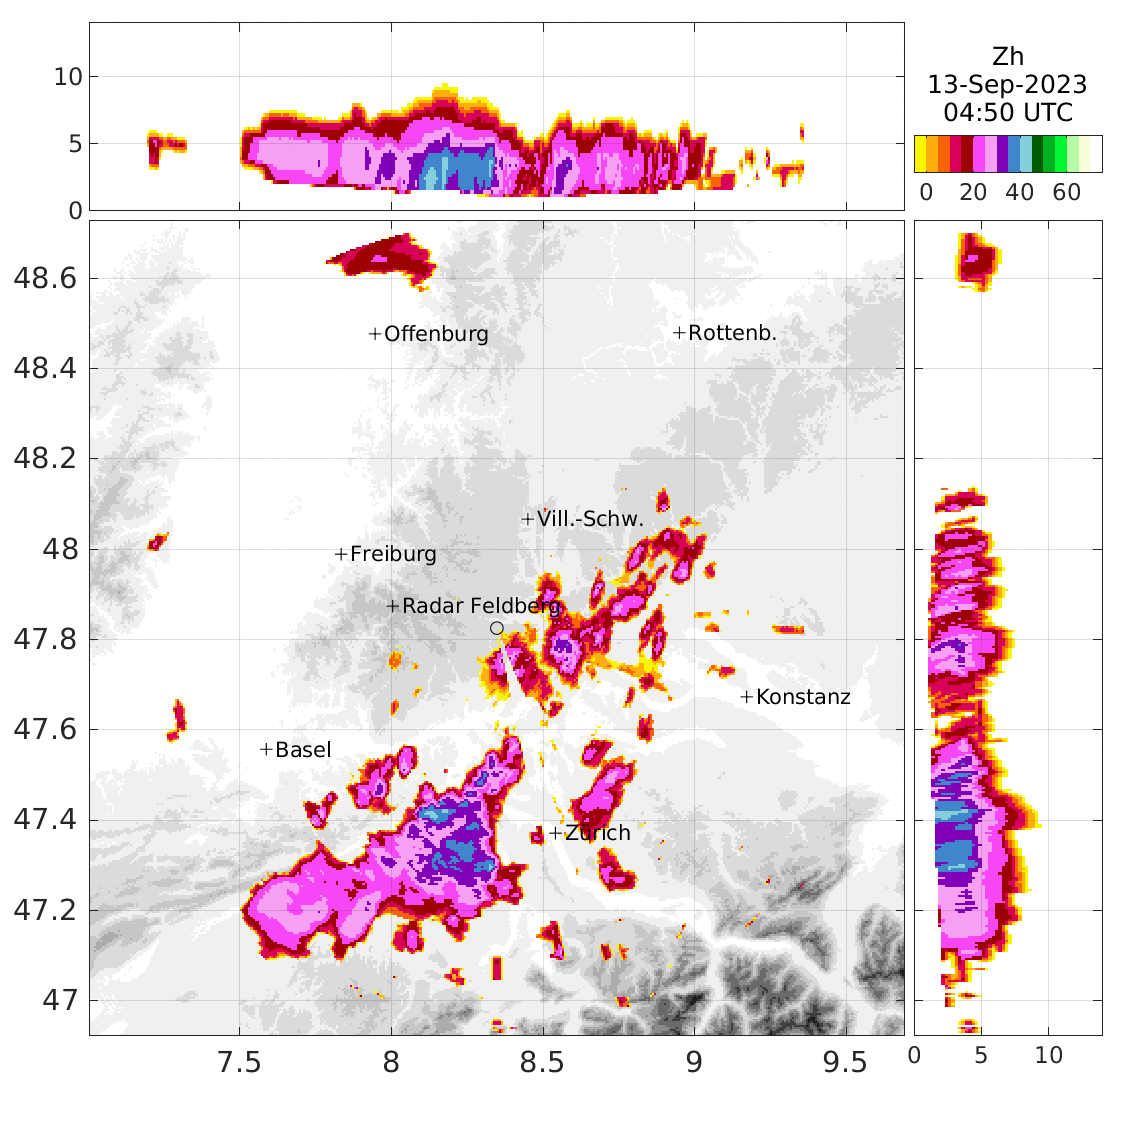 10
5
0
Zh
13-Sep-2023
04:50 UTC
0 20 40 60
48.6
48.4
48.2
48
47.8
47.6
47.4
47.2
47
+Offenburg
+Rottenb.
+Vill.-Schw.
+Freiburg
+Radar Feldberg
+Konstanz
+Basel
+Zürich
7.5 8 8.5 9 9.5
0 5 10